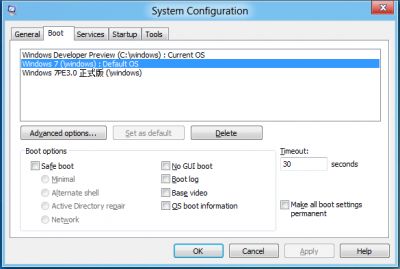 System Configuration
General Boot Services Startup Tools
Windows Developer Preview (C:\windows) : Current OS
Windows 7 (\windows) : Default OS
Windows 7PE3.0 正式版 (\windows)
Advanced options... Set as default Delete
Boot options
Safe boot
Minimal
Alternate shell
Active Directory repair
Network
No GUI boot
Boot log
Base video
OS boot information
Timeout:
30 seconds
Make all boot settings
permanent
OK Cancel Apply Help